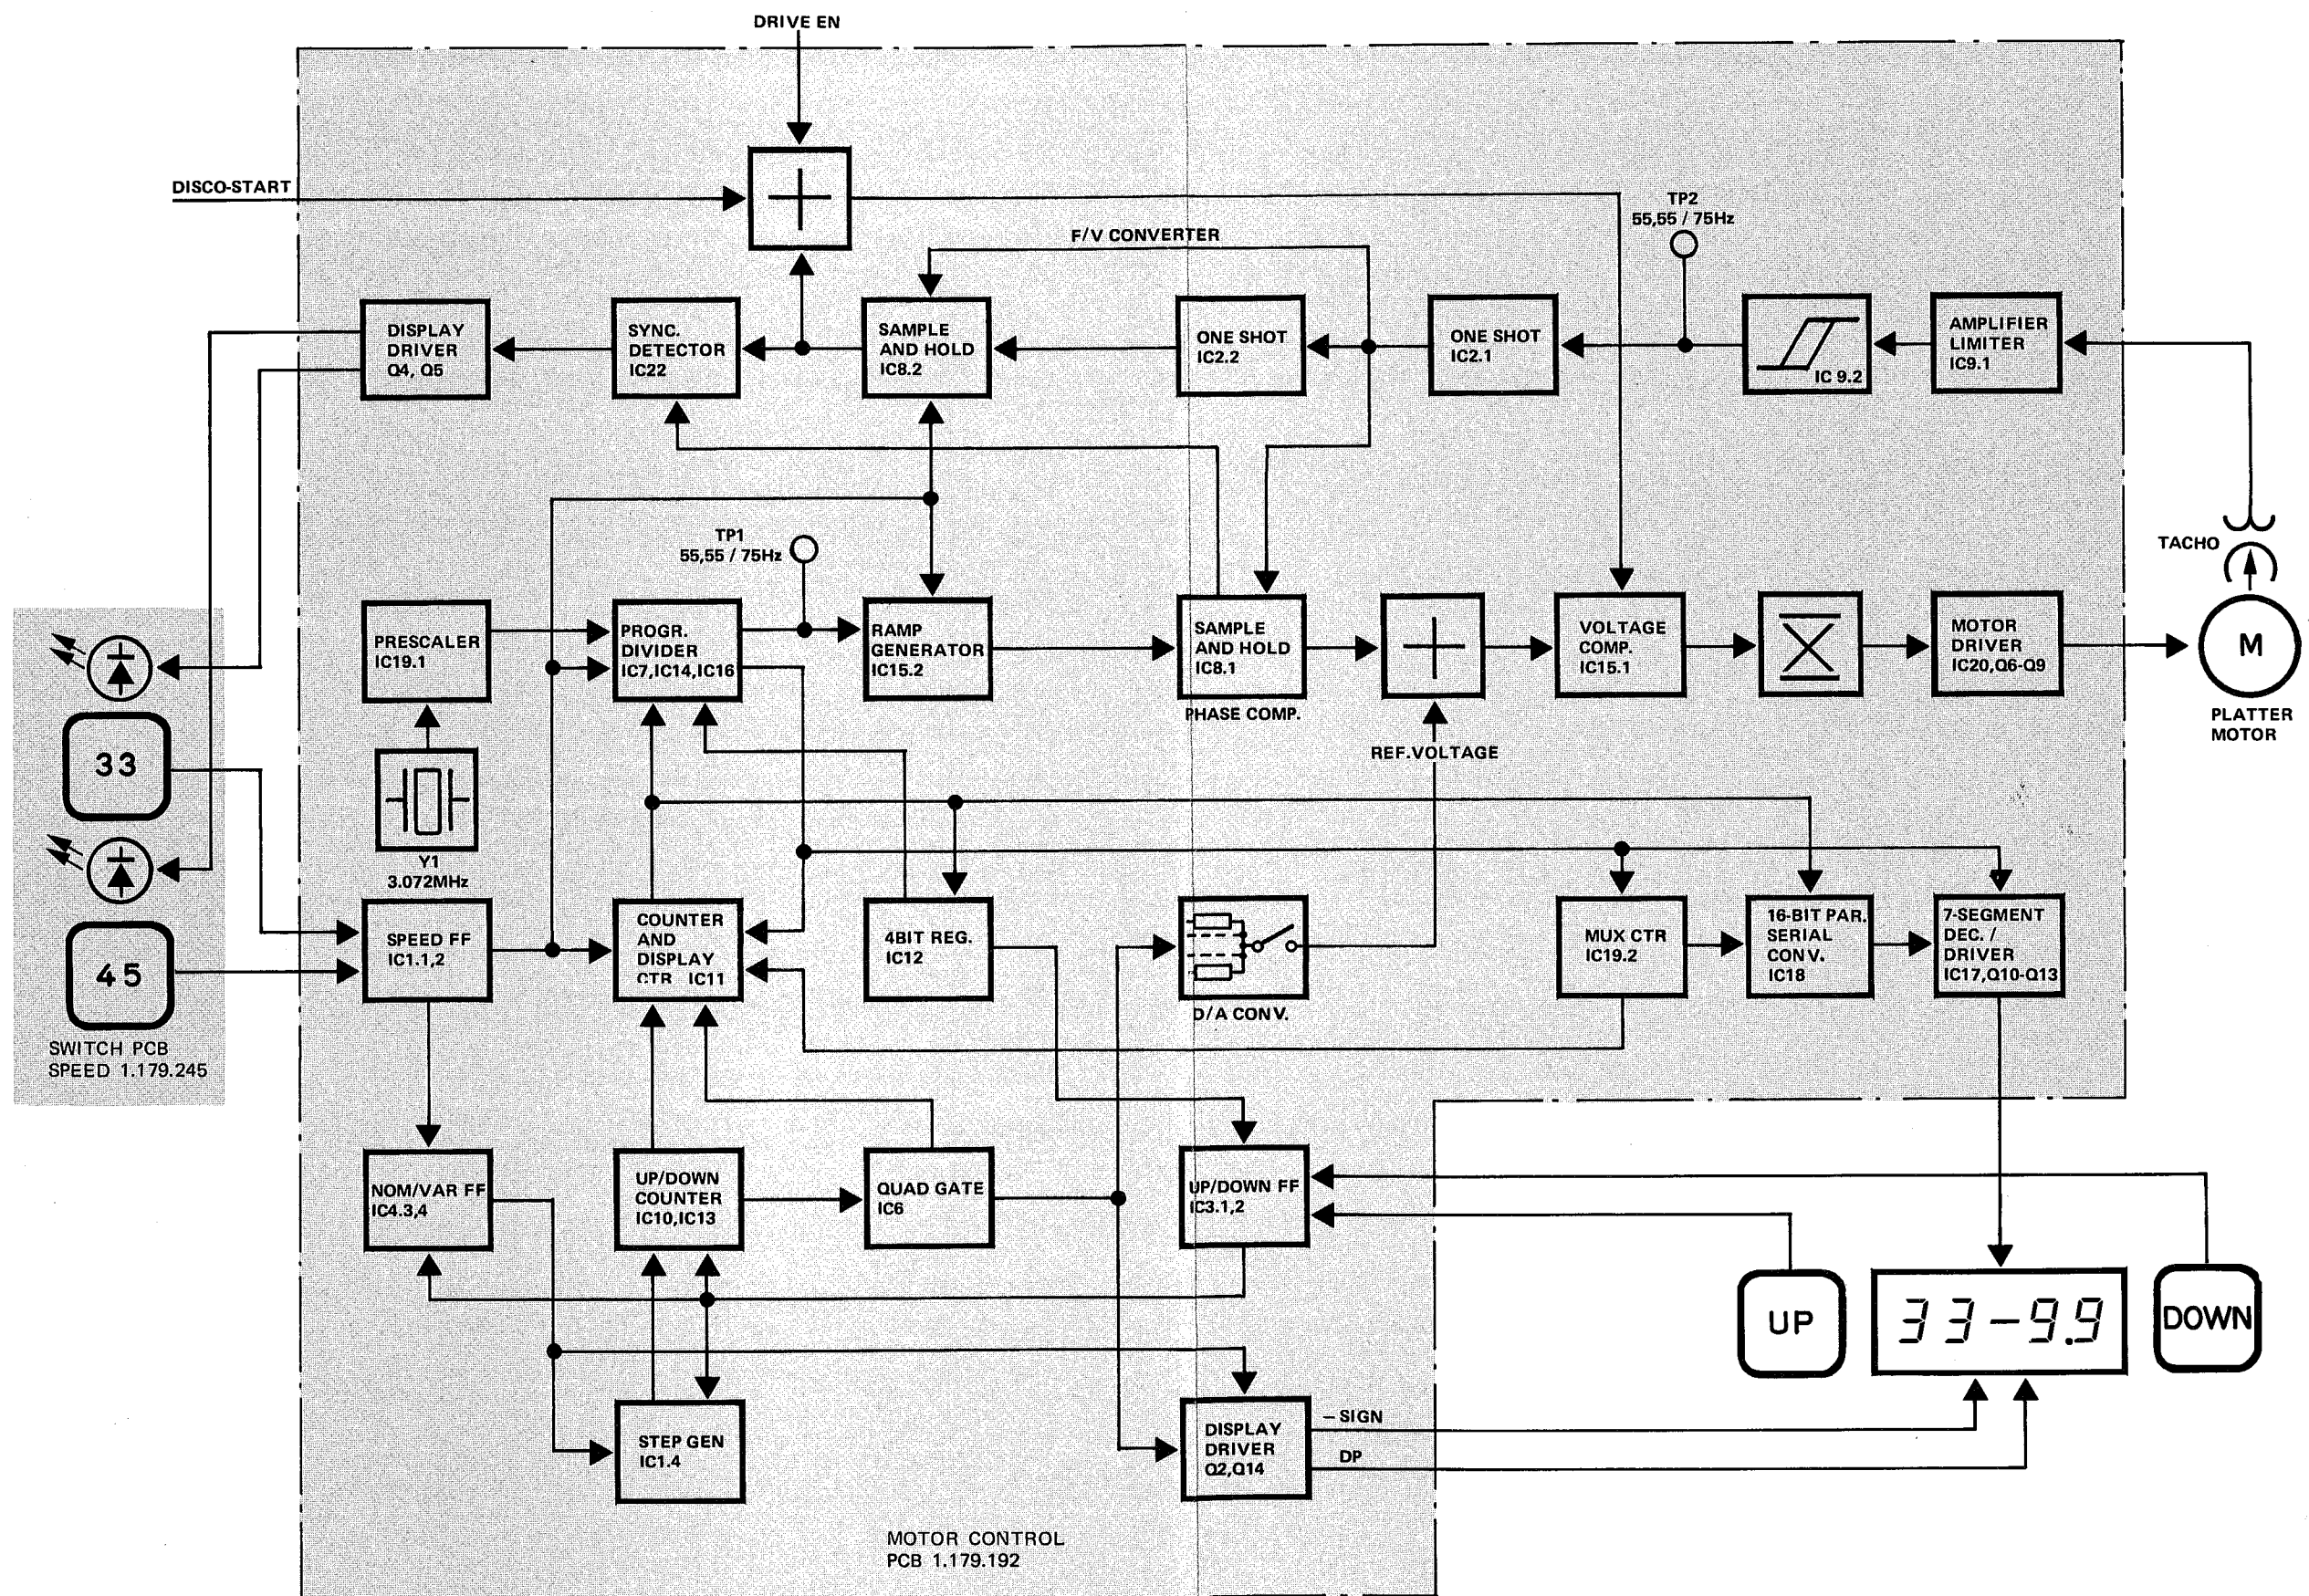 DRIVE EN
DISCO-START
TP2
55,55 / 75Hz
F/V CONVERTER
DISPLAY
DRIVER
Q4, Q5
SYNC.
DETECTOR
IC22
SAMPLE
AND HOLD
IC8.2
ONE SHOT
IC2.2
ONE SHOT
IC2.1
IC 9.2
AMPLIFIER
LIMITER
IC9.1
TP1
55,55 / 75Hz
TACHO
PRESCALER
IC19.1
PROGR.
DIVIDER
IC7,IC14,IC16
RAMP
GENERATOR
IC15.2
SAMPLE
AND HOLD
IC8.1
PHASE COMP.
VOLTAGE
COMP.
IC15.1
MOTOR
DRIVER
IC20,Q6-Q9
M
PLATTER
MOTOR
REF.VOLTAGE
33
Y1
3.072MHz
45
SWITCH PCB
SPEED 1.179.245
SPEED FF
IC1.1,2
COUNTER
AND
DISPLAY
CTR IC11
4BIT REG.
IC12
D/A CONV.
MUX CTR
IC19.2
16-BIT PAR.
SERIAL
CONV.
IC18
7-SEGMENT
DEC. /
DRIVER
IC17,Q10-Q13
NOM/VAR FF
IC4.3,4
UP/DOWN
COUNTER
IC10,IC13
QUAD GATE
IC6
UP/DOWN FF
IC3.1,2
UP
33-9.9
DOWN
STEP GEN
IC1.4
DISPLAY
DRIVER
Q2,Q14
– SIGN
DP
MOTOR CONTROL
PCB 1.179.192